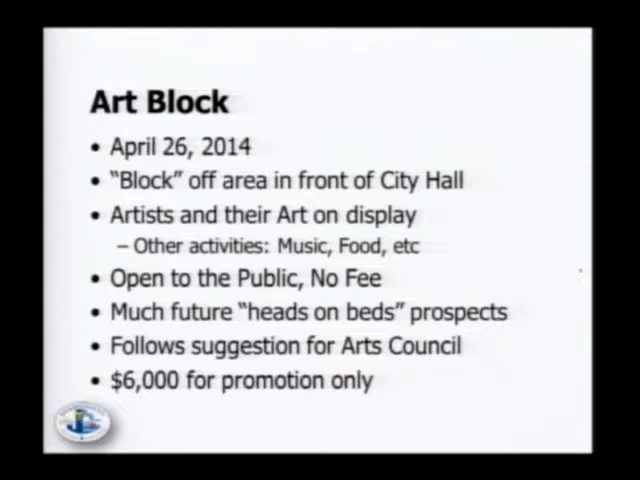 Art Block
• April 26, 2014
• “Block” off area in front of City Hall
• Artists and their Art on display
– Other activities: Music, Food, etc
• Open to the Public, No Fee
• Much future “heads on beds” prospects
• Follows suggestion for Arts Council
• $6,000 for promotion only